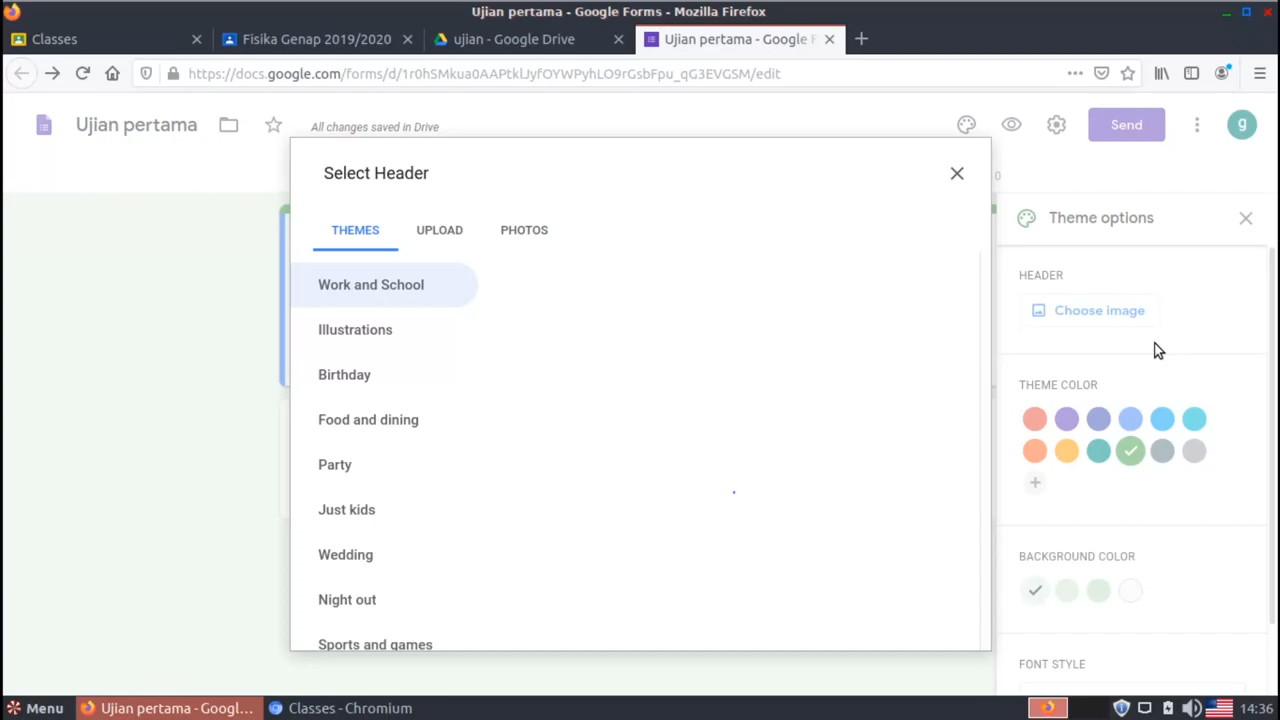 Ujian pertama - Google Forms - Mozilla Firefox
Classes
Fisika Genap 2019/2020
ujian - Google Drive
Ujian pertama - Google F
https://docs.google.com/forms/d/1r0hSMkua0AAPtklJyfOYWPyhLO9rGsbFpu_qG3EVGSM/edit
Ujian pertama
All changes saved in Drive
Send
g
0
Select Header
THEMES
UPLOAD
PHOTOS
Work and School
Illustrations
Birthday
Food and dining
Party
Just kids
Wedding
Night out
Sports and games
Theme options
HEADER
Choose image
THEME COLOR
BACKGROUND COLOR
FONT STYLE
Menu
Ujian pertama - Googl...
Classes - Chromium
14:36